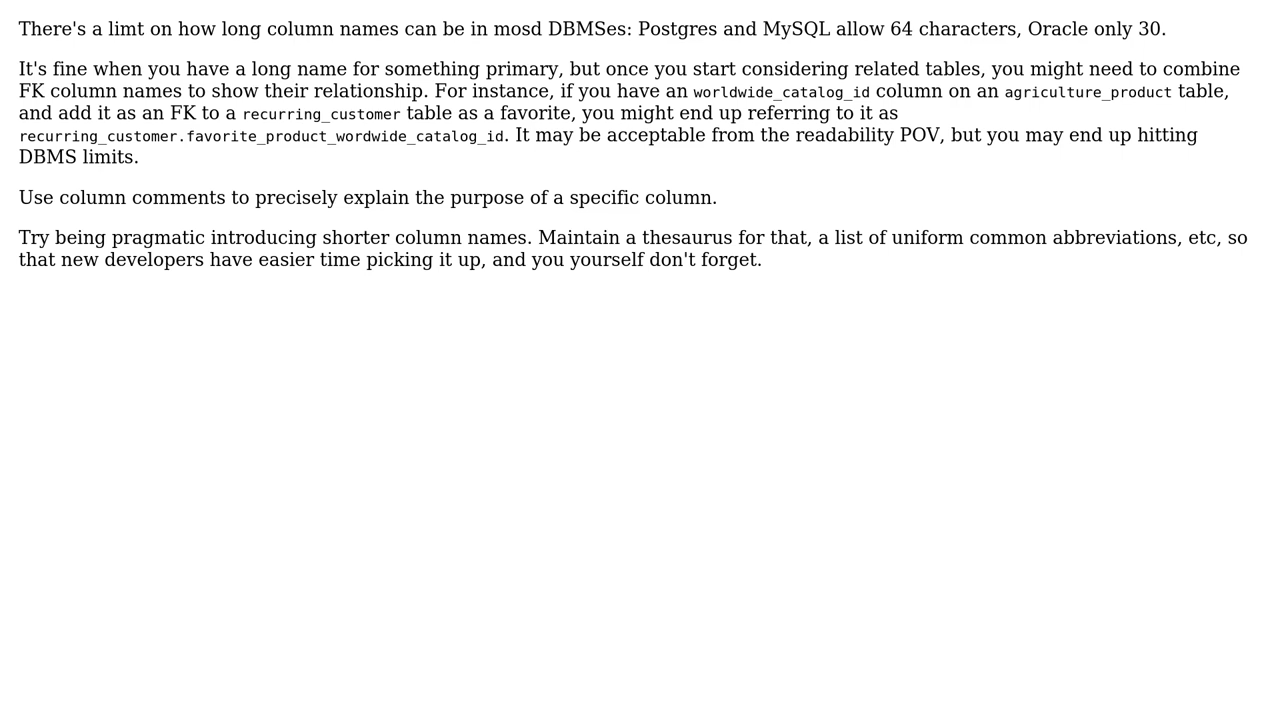 There's a limt on how long column names can be in mosd DBMSes: Postgres and MySQL allow 64 characters, Oracle only 30.
It's fine when you have a long name for something primary, but once you start considering related tables, you might need to combine
FK column names to show their relationship. For instance, if you have an worldwide_catalog_id column on an agriculture_product table,
and add it as an FK to a recurring_customer table as a favorite, you might end up referring to it as
recurring_customer.favorite_product_wordwide_catalog_id. It may be acceptable from the readability POV, but you may end up hitting
DBMS limits.
Use column comments to precisely explain the purpose of a specific column.
Try being pragmatic introducing shorter column names. Maintain a thesaurus for that, a list of uniform common abbreviations, etc, so
that new developers have easier time picking it up, and you yourself don't forget.